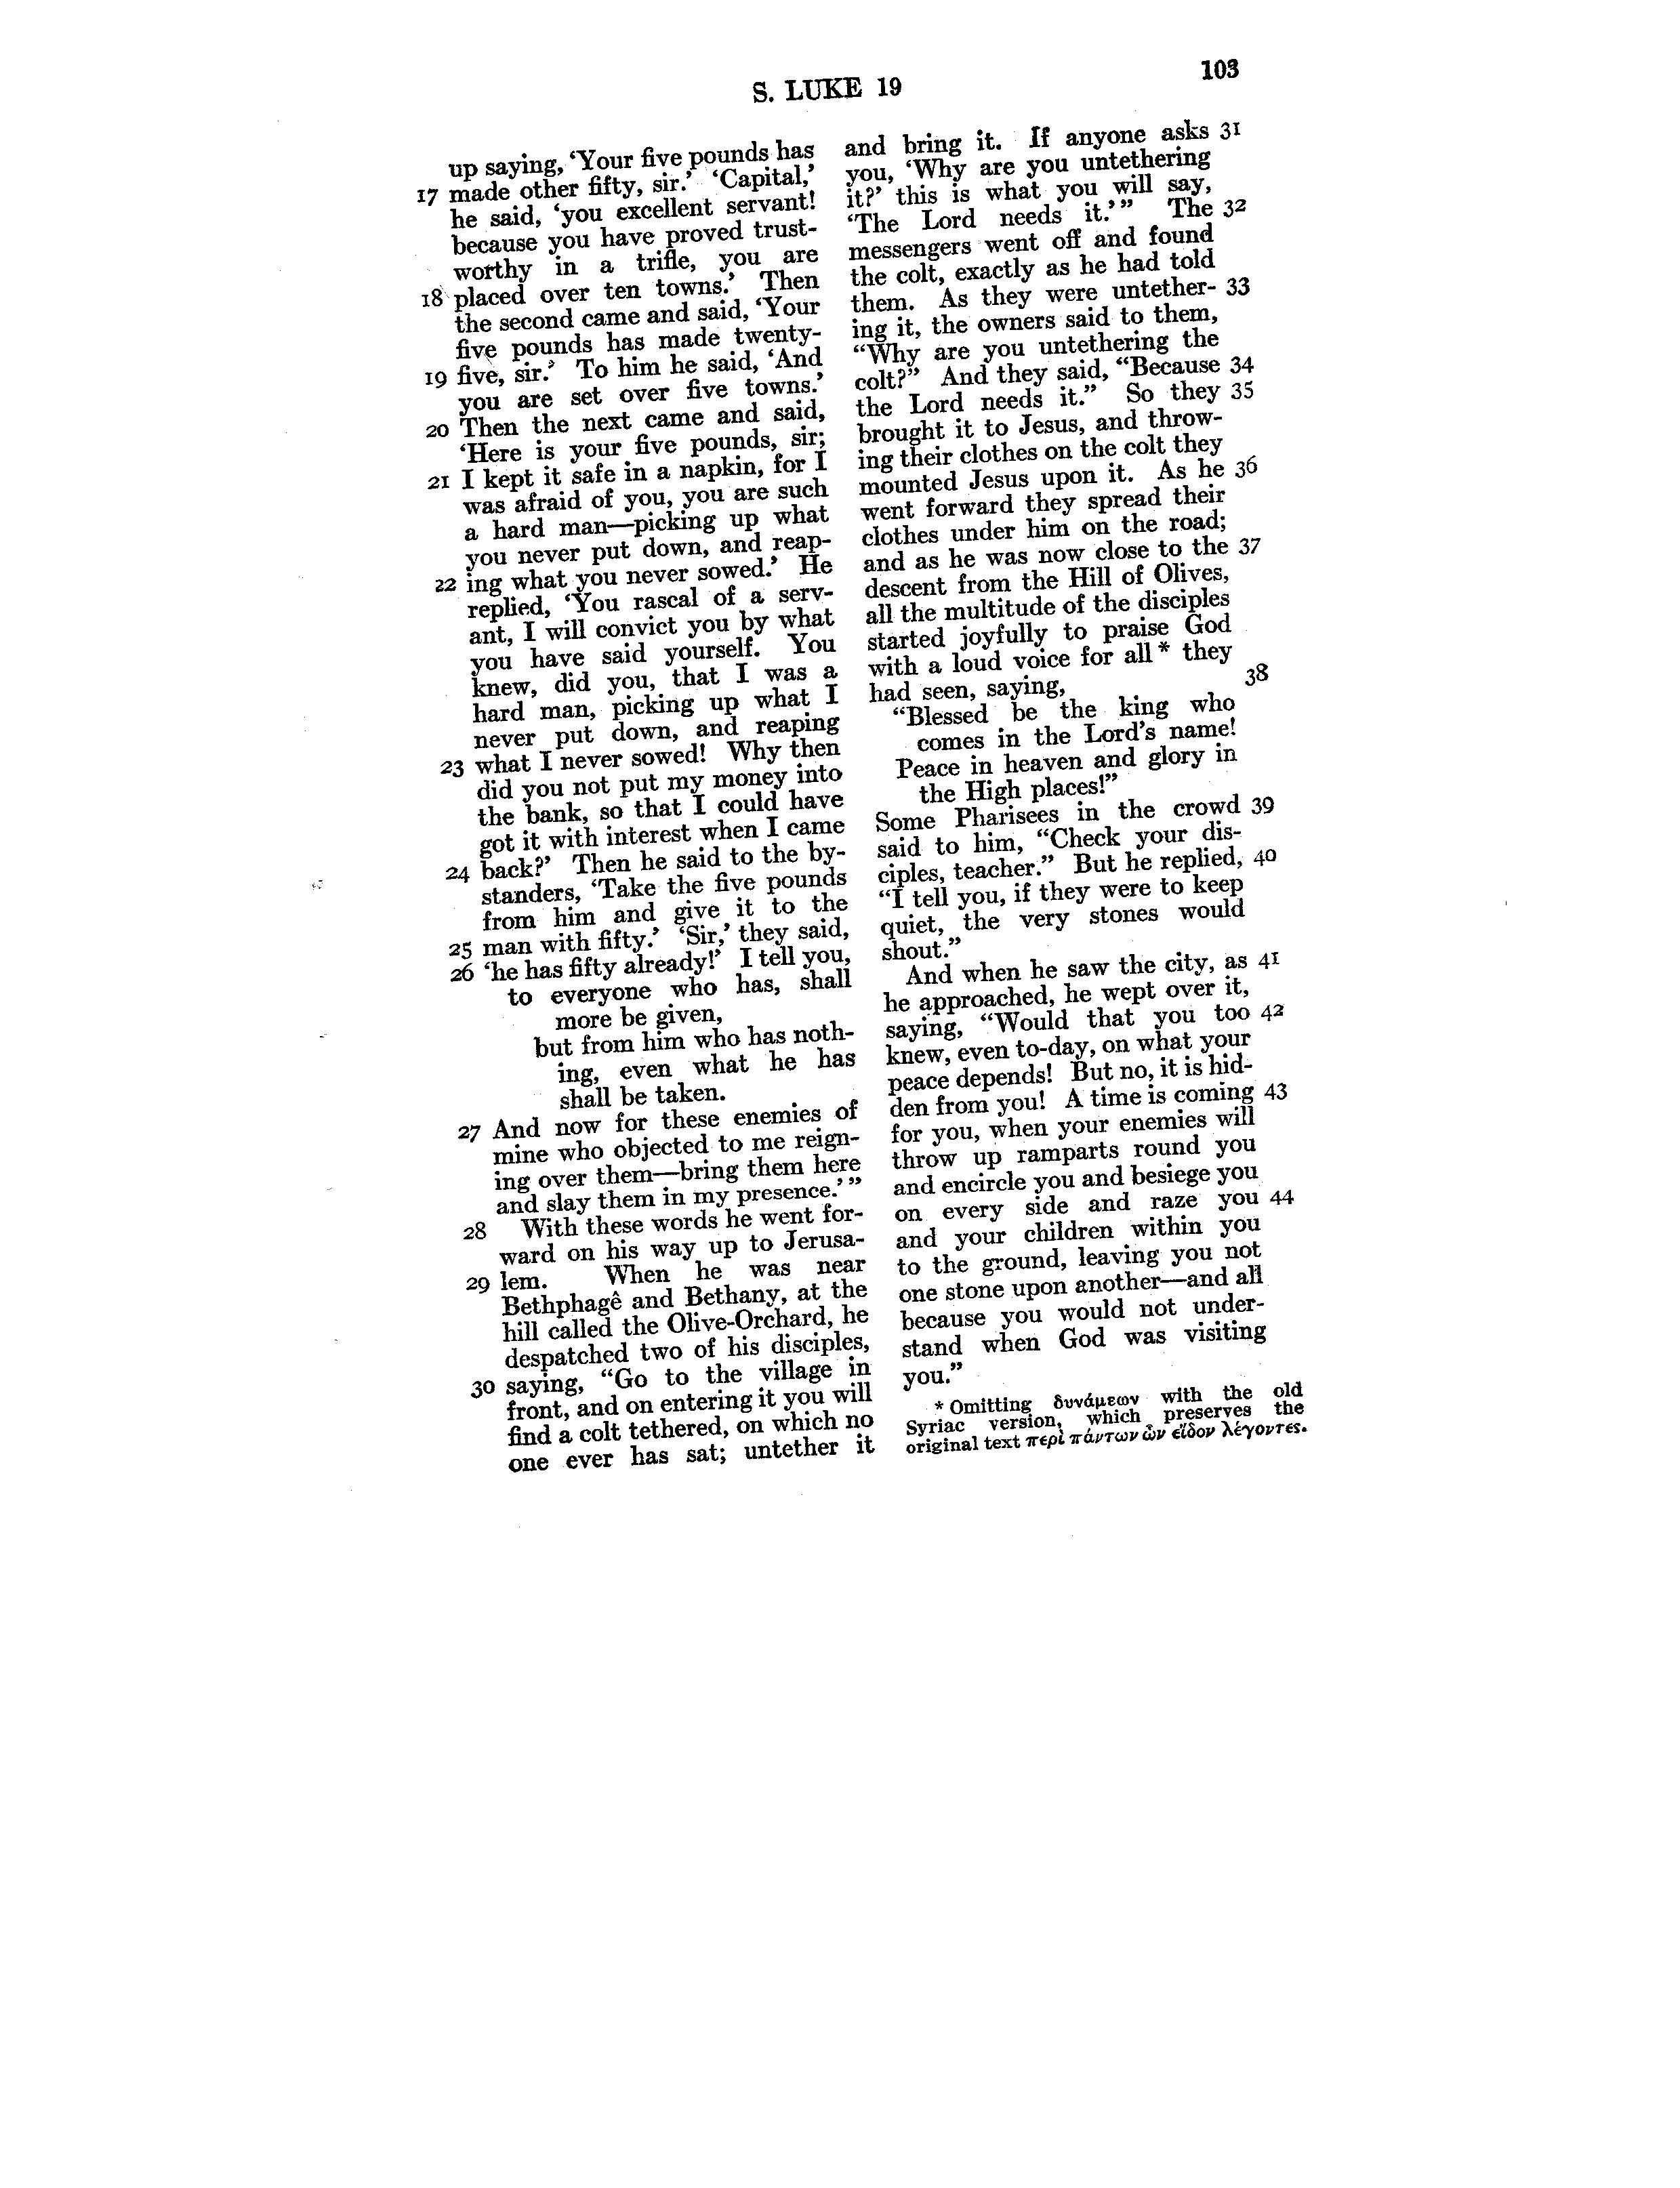 S. LUKE 19
103
up saying, ‘Your five pounds has
17 made other fifty, sir.’ ‘Capital,’
he said, ‘you excellent servant!
because you have proved trust-
worthy in a trifle, you are
18 placed over ten towns.’ Then
the second came and said, ‘Your
five pounds has made twenty-
19 five, sir.’ To him he said, ‘And
you are set over five towns.’
20 Then the next came and said,
‘Here is your five pounds, sir;
21 I kept it safe in a napkin, for I
was afraid of you, you are such
a hard man—picking up what
you never put down, and reap-
22 ing what you never sowed.’ He
replied, ‘You rascal of a serv-
ant, I will convict you by what
you have said yourself. You
knew, did you, that I was a
hard man, picking up what I
never put down, and reaping
23 what I never sowed! Why then
did you not put my money into
the bank, so that I could have
got it with interest when I came
24 back?’ Then he said to the by-
standers, ‘Take the five pounds
from him and give it to the
25 man with fifty.’ ‘Sir,’ they said,
26 ‘he has fifty already!’ I tell you,
to everyone who has, shall
more be given,
but from him who has noth-
ing, even what he has
shall be taken.
27 And now for these enemies of
mine who objected to me reign-
ing over them—bring them here
and slay them in my presence.’”
28 With these words he went for-
ward on his way up to Jerusa-
29 lem. When he was near
Bethphagê and Bethany, at the
hill called the Olive-Orchard, he
despatched two of his disciples,
30 saying, “Go to the village in
front, and on entering it you will
find a colt tethered, on which no
one ever has sat; untether it
and bring it. If anyone asks 31
you, ‘Why are you untethering
it?’ this is what you will say,
‘The Lord needs it.’” The 32
messengers went off and found
the colt, exactly as he had told
them. As they were untether- 33
ing it, the owners said to them,
“Why are you untethering the
colt?” And they said, “Because 34
the Lord needs it.” So they 35
brought it to Jesus, and throw-
ing their clothes on the colt they
mounted Jesus upon it. As he 36
went forward they spread their
clothes under him on the road;
and as he was now close to the 37
descent from the Hill of Olives,
all the multitude of the disciples
started joyfully to praise God
with a loud voice for all* they
had seen, saying, 38
“Blessed be the king who
comes in the Lord’s name!
Peace in heaven and glory in
the High places!”
Some Pharisees in the crowd 39
said to him, “Check your dis-
ciples, teacher.” But he replied, 40
“I tell you, if they were to keep
quiet, the very stones would
shout.”
And when he saw the city, as 41
he approached, he wept over it,
saying, “Would that you too 42
knew, even to-day, on what your
peace depends! But no, it is hid-
den from you! A time is coming 43
for you, when your enemies will
throw up ramparts round you
and encircle you and besiege you
on every side and raze you 44
and your children within you
to the ground, leaving you not
one stone upon another—and all
because you would not under-
stand when God was visiting
you.”
* Omitting δυνάμεων with the old
Syriac version, which preserves the
original text περὶ πάντων ὧν εἶδον λέγοντες.